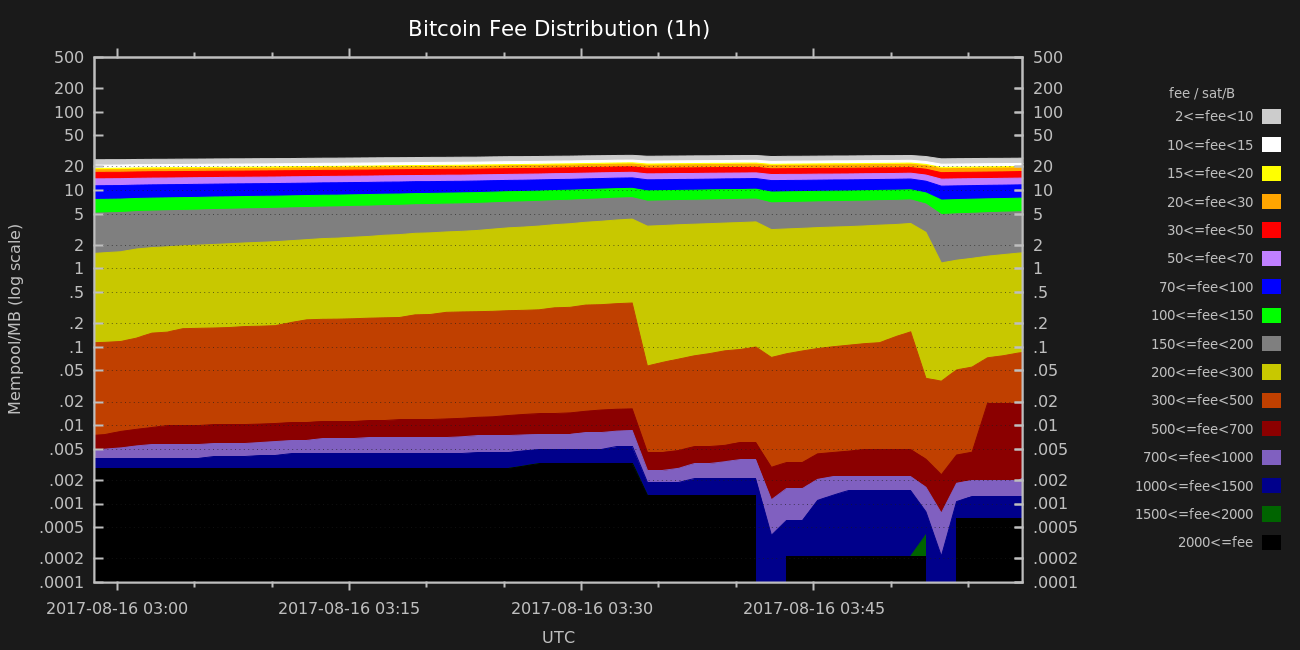 Bitcoin Fee Distribution (1h)
500 500
200 200
100 100
50 50
20 20
10 10
5 5
2 2
1 1
.5 .5
.2 .2
.1 .1
.05 .05
.02 .02
.01 .01
.005 .005
.002 .002
.001 .001
.0005 .0005
.0002 .0002
.0001 .0001
Mempool/MB (log scale)
2017-08-16 03:00 2017-08-16 03:15 2017-08-16 03:30 2017-08-16 03:45
UTC
fee / sat/B
2<=fee<10
10<=fee<15
15<=fee<20
20<=fee<30
30<=fee<50
50<=fee<70
70<=fee<100
100<=fee<150
150<=fee<200
200<=fee<300
300<=fee<500
500<=fee<700
700<=fee<1000
1000<=fee<1500
1500<=fee<2000
2000<=fee